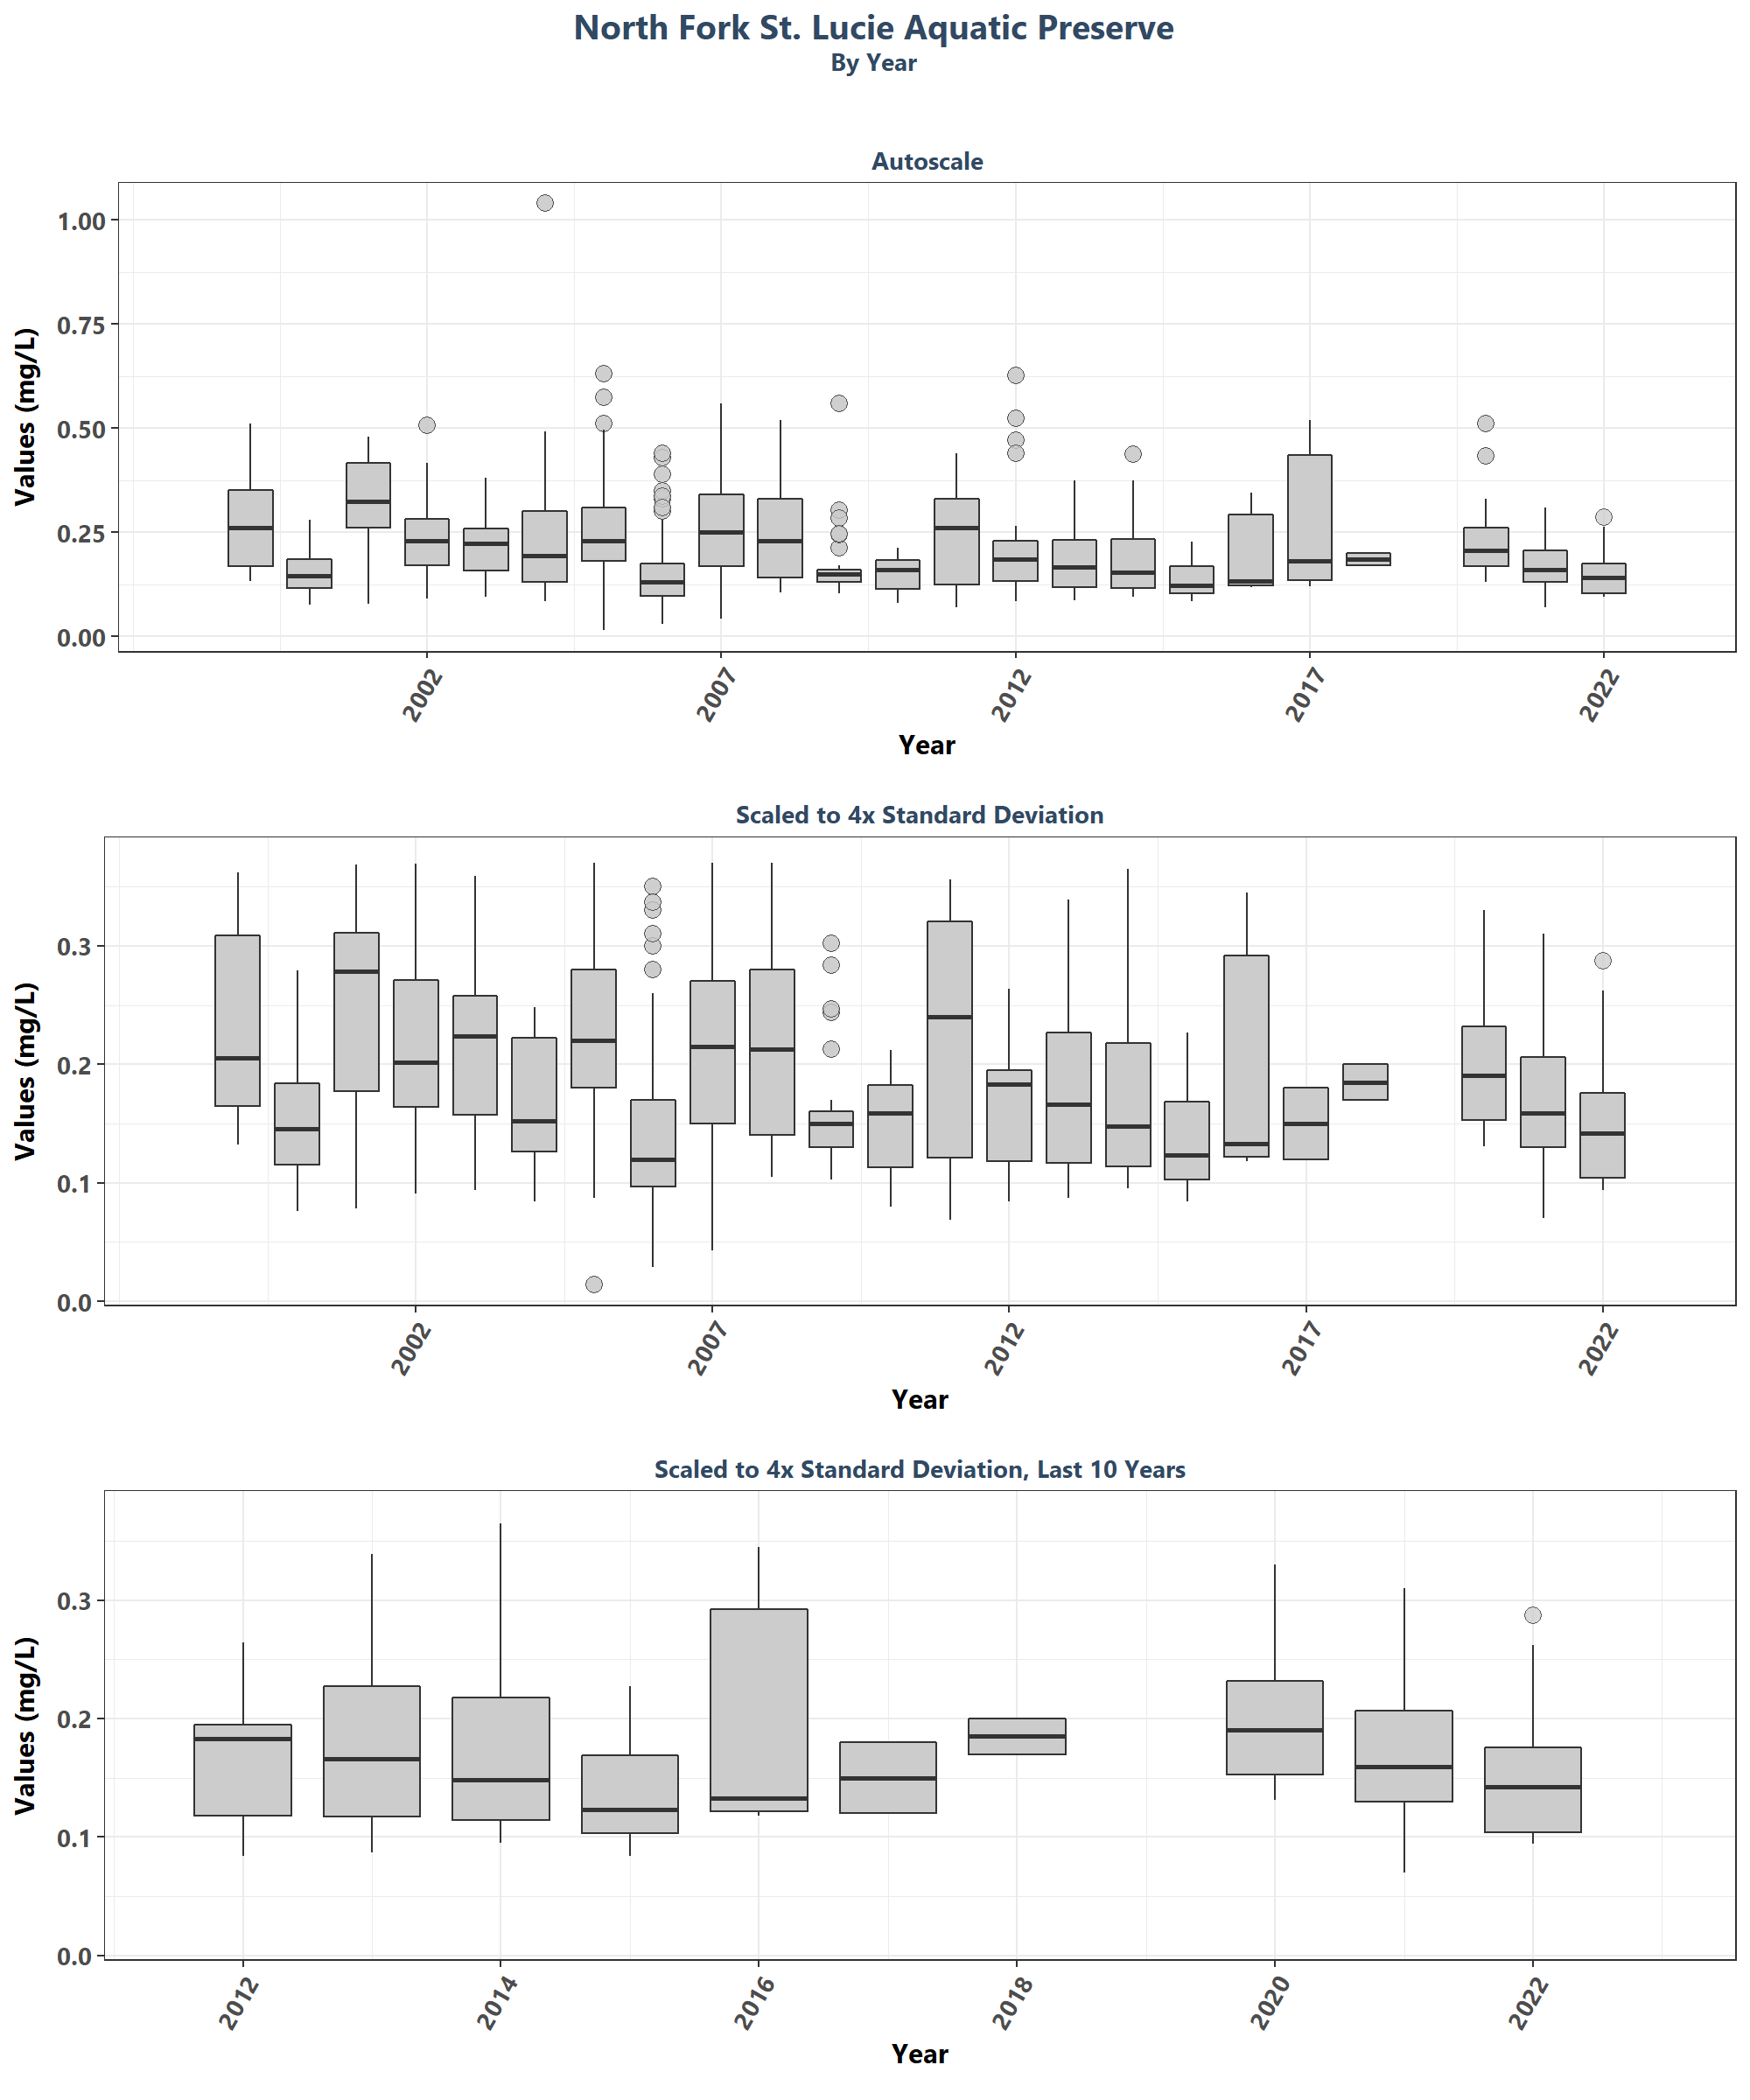 North Fork St. Lucie Aquatic Preserve
By Year
Autoscale
Values (mg/L)
1.00
0.75
0.50
0.25
0.00
2002 2007 2012 2017 2022
Year
Scaled to 4x Standard Deviation
Values (mg/L)
0.3
0.2
0.1
0.0
2002 2007 2012 2017 2022
Year
Scaled to 4x Standard Deviation, Last 10 Years
Values (mg/L)
0.3
0.2
0.1
0.0
2012 2014 2016 2018 2020 2022
Year